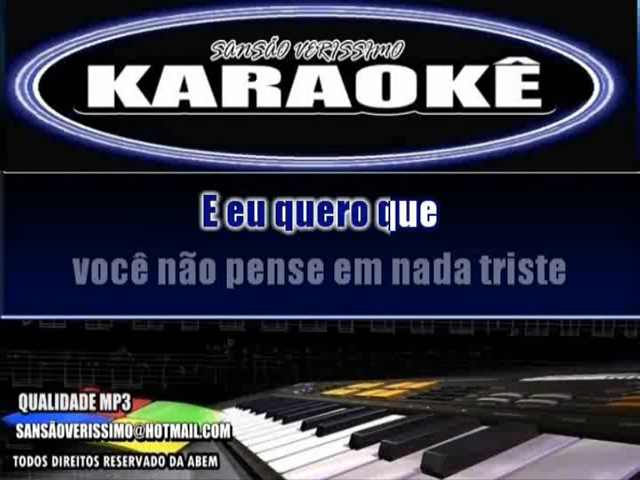 SANSÃO VERISSIMO
KARAOKÊ
E eu quero que
você não pense em nada triste
QUALIDADE MP3
SANSÃOVERISSIMO@HOTMAIL.COM
TODOS DIREITOS RESERVADO DA ABEM